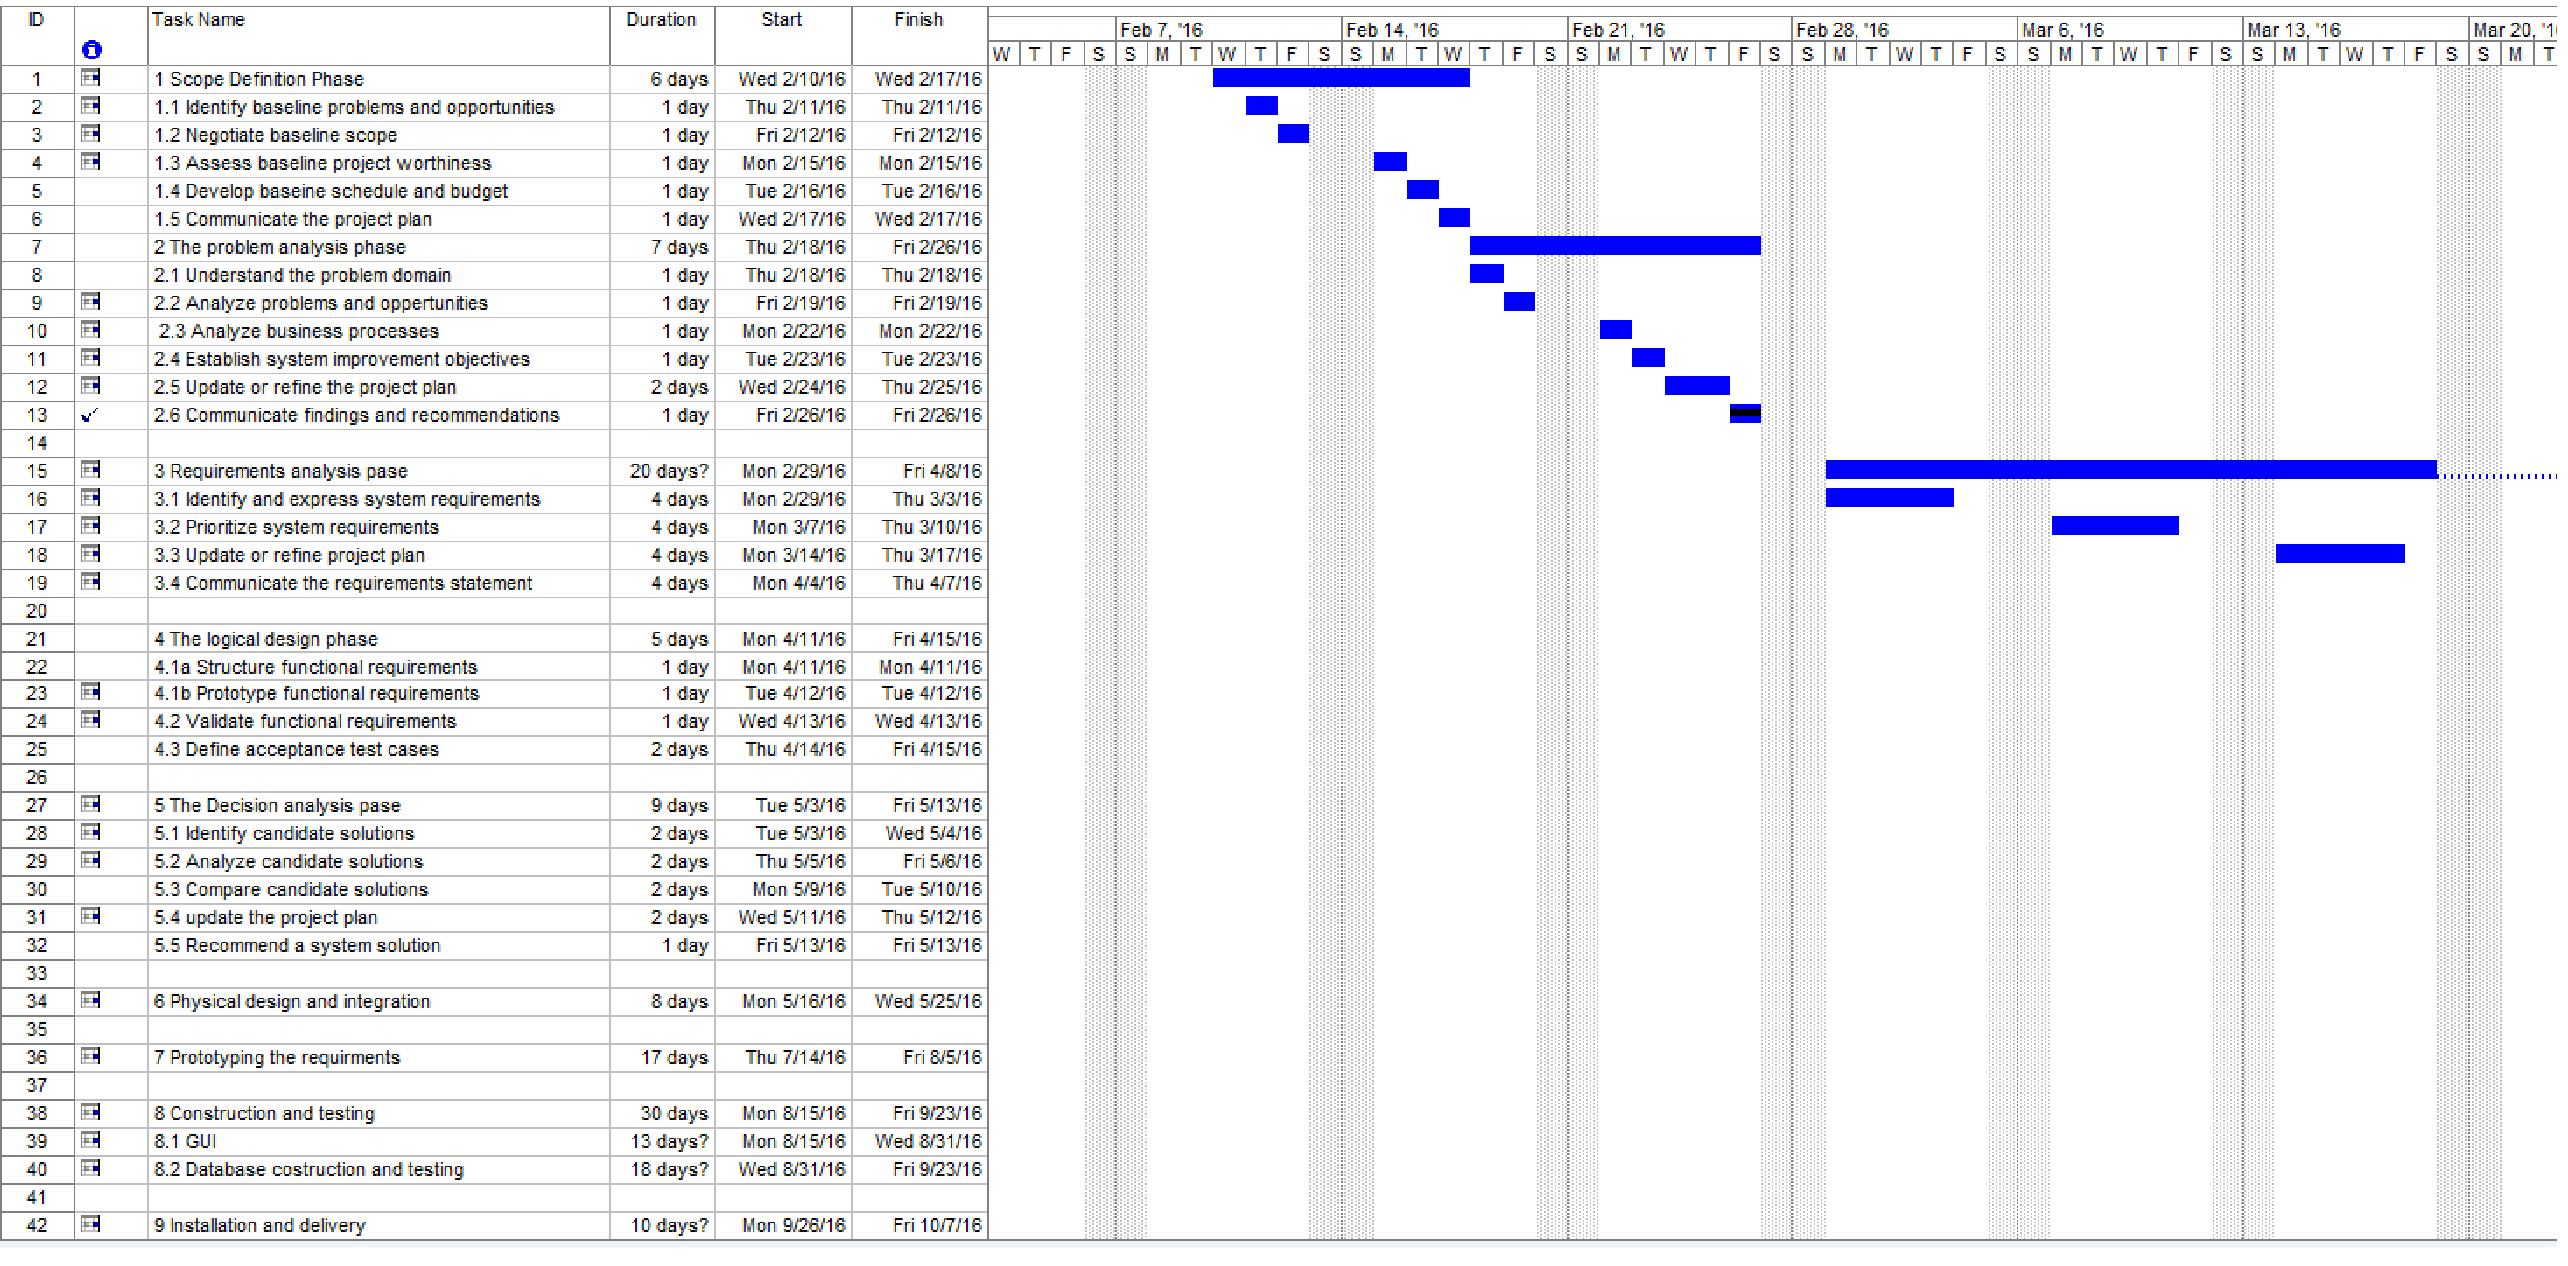 ID Task Name Duration Start Finish
Feb 7, '16 Feb 14, '16 Feb 21, '16 Feb 28, '16 Mar 6, '16 Mar 13, '16 Mar 20, '1
W T F S S M T W T F S S M T W T F S S M T W T F S S M T W T F S S M T W T F S S M T W T F S S M T
1 1 Scope Definition Phase 6 days Wed 2/10/16 Wed 2/17/16
2 1.1 Identify baseline problems and opportunities 1 day Thu 2/11/16 Thu 2/11/16
3 1.2 Negotiate baseline scope 1 day Fri 2/12/16 Fri 2/12/16
4 1.3 Assess baseline project worthiness 1 day Mon 2/15/16 Mon 2/15/16
5 1.4 Develop baseine schedule and budget 1 day Tue 2/16/16 Tue 2/16/16
6 1.5 Communicate the project plan 1 day Wed 2/17/16 Wed 2/17/16
7 2 The problem analysis phase 7 days Thu 2/18/16 Fri 2/26/16
8 2.1 Understand the problem domain 1 day Thu 2/18/16 Thu 2/18/16
9 2.2 Analyze problems and oppertunities 1 day Fri 2/19/16 Fri 2/19/16
10 2.3 Analyze business processes 1 day Mon 2/22/16 Mon 2/22/16
11 2.4 Establish system improvement objectives 1 day Tue 2/23/16 Tue 2/23/16
12 2.5 Update or refine the project plan 2 days Wed 2/24/16 Thu 2/25/16
13 2.6 Communicate findings and recommendations 1 day Fri 2/26/16 Fri 2/26/16
14
15 3 Requirements analysis pase 20 days? Mon 2/29/16 Fri 4/8/16
16 3.1 Identify and express system requirements 4 days Mon 2/29/16 Thu 3/3/16
17 3.2 Prioritize system requirements 4 days Mon 3/7/16 Thu 3/10/16
18 3.3 Update or refine project plan 4 days Mon 3/14/16 Thu 3/17/16
19 3.4 Communicate the requirements statement 4 days Mon 4/4/16 Thu 4/7/16
20
21 4 The logical design phase 5 days Mon 4/11/16 Fri 4/15/16
22 4.1a Structure functional requirements 1 day Mon 4/11/16 Mon 4/11/16
23 4.1b Prototype functional requirements 1 day Tue 4/12/16 Tue 4/12/16
24 4.2 Validate functional requirements 1 day Wed 4/13/16 Wed 4/13/16
25 4.3 Define acceptance test cases 2 days Thu 4/14/16 Fri 4/15/16
26
27 5 The Decision analysis pase 9 days Tue 5/3/16 Fri 5/13/16
28 5.1 Identify candidate solutions 2 days Tue 5/3/16 Wed 5/4/16
29 5.2 Analyze candidate solutions 2 days Thu 5/5/16 Fri 5/6/16
30 5.3 Compare candidate solutions 2 days Mon 5/9/16 Tue 5/10/16
31 5.4 update the project plan 2 days Wed 5/11/16 Thu 5/12/16
32 5.5 Recommend a system solution 1 day Fri 5/13/16 Fri 5/13/16
33
34 6 Physical design and integration 8 days Mon 5/16/16 Wed 5/25/16
35
36 7 Prototyping the requirments 17 days Thu 7/14/16 Fri 8/5/16
37
38 8 Construction and testing 30 days Mon 8/15/16 Fri 9/23/16
39 8.1 GUI 13 days? Mon 8/15/16 Wed 8/31/16
40 8.2 Database costruction and testing 18 days? Wed 8/31/16 Fri 9/23/16
41
42 9 Installation and delivery 10 days? Mon 9/26/16 Fri 10/7/16